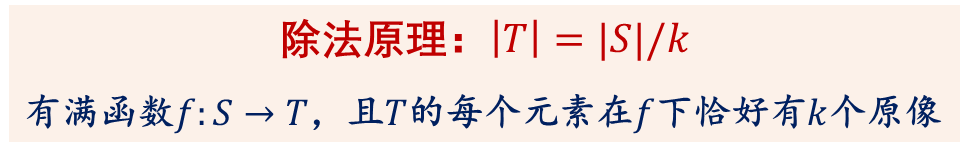 除法原理：|T| = |S|/k
有满函数f: S → T，且T的每个元素在f下恰好有k个原像